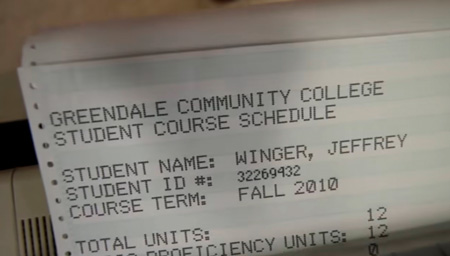 GREENDALE COMMUNITY COLLEGE
STUDENT COURSE SCHEDULE
STUDENT NAME: WINGER, JEFFREY
STUDENT ID #: 32269432
COURSE TERM: FALL 2010
TOTAL UNITS: 12
PROFICIENCY UNITS: 12
0